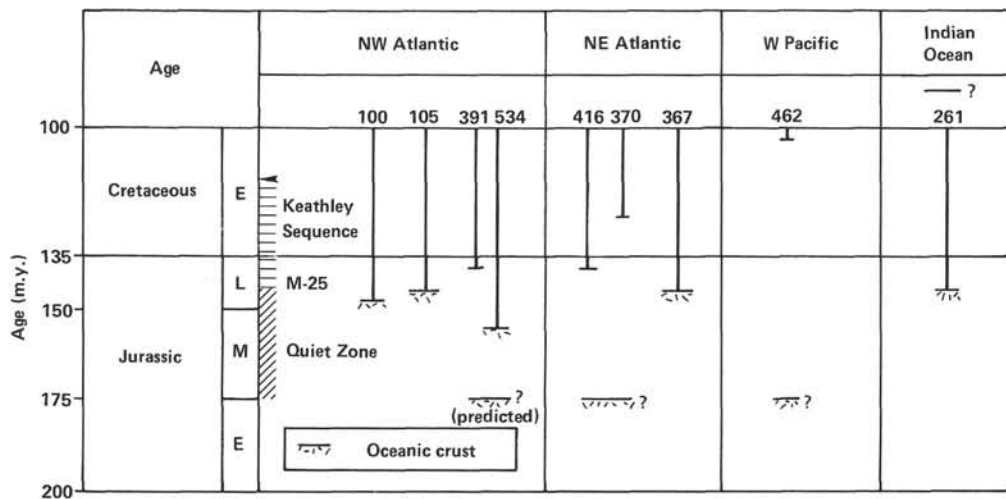 Age
NW Atlantic
NE Atlantic
W Pacific
Indian
Ocean
?
100 105 391 534 416 370 367 462 261
100
Cretaceous
E
Keathley
Sequence
135
L
M-25
Age (m.y.)
150
Jurassic
M
Quiet Zone
175
? ? ?
(predicted)
E
Oceanic crust
200